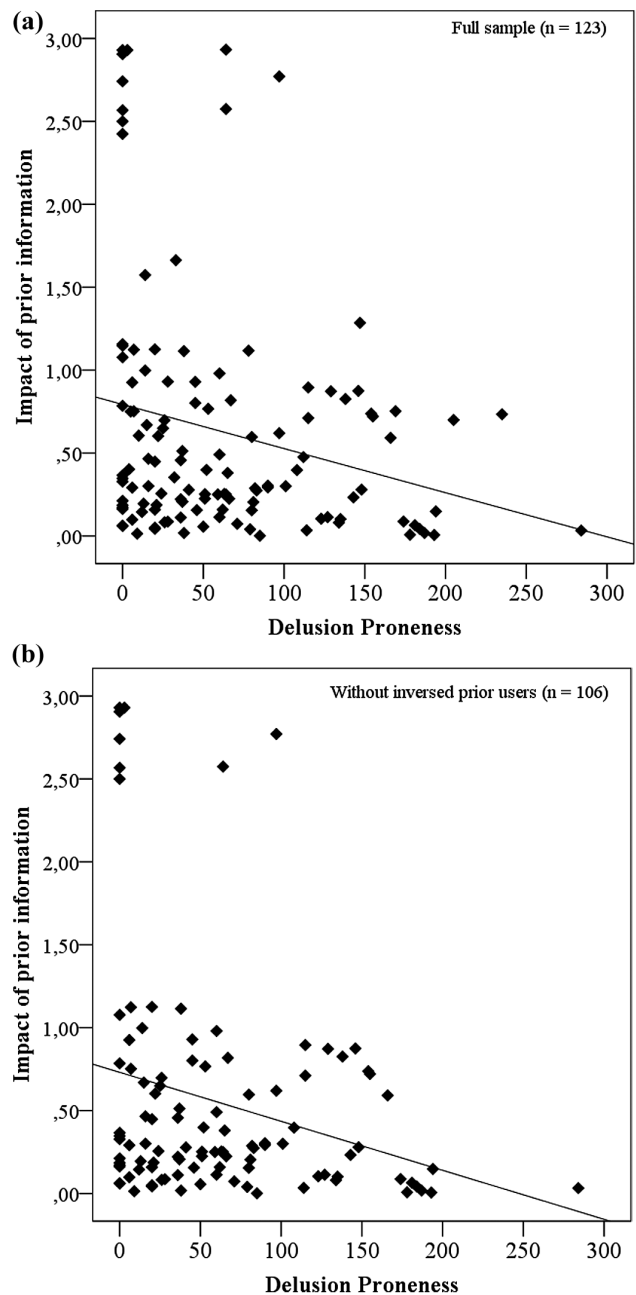 (a)
Full sample (n = 123)
3,00
2,50
2,00
1,50
1,00
,50
,00
Impact of prior information
0 50 100 150 200 250 300
Delusion Proneness
(b)
Without inversed prior users (n = 106)
3,00
2,50
2,00
1,50
1,00
,50
,00
Impact of prior information
0 50 100 150 200 250 300
Delusion Proneness